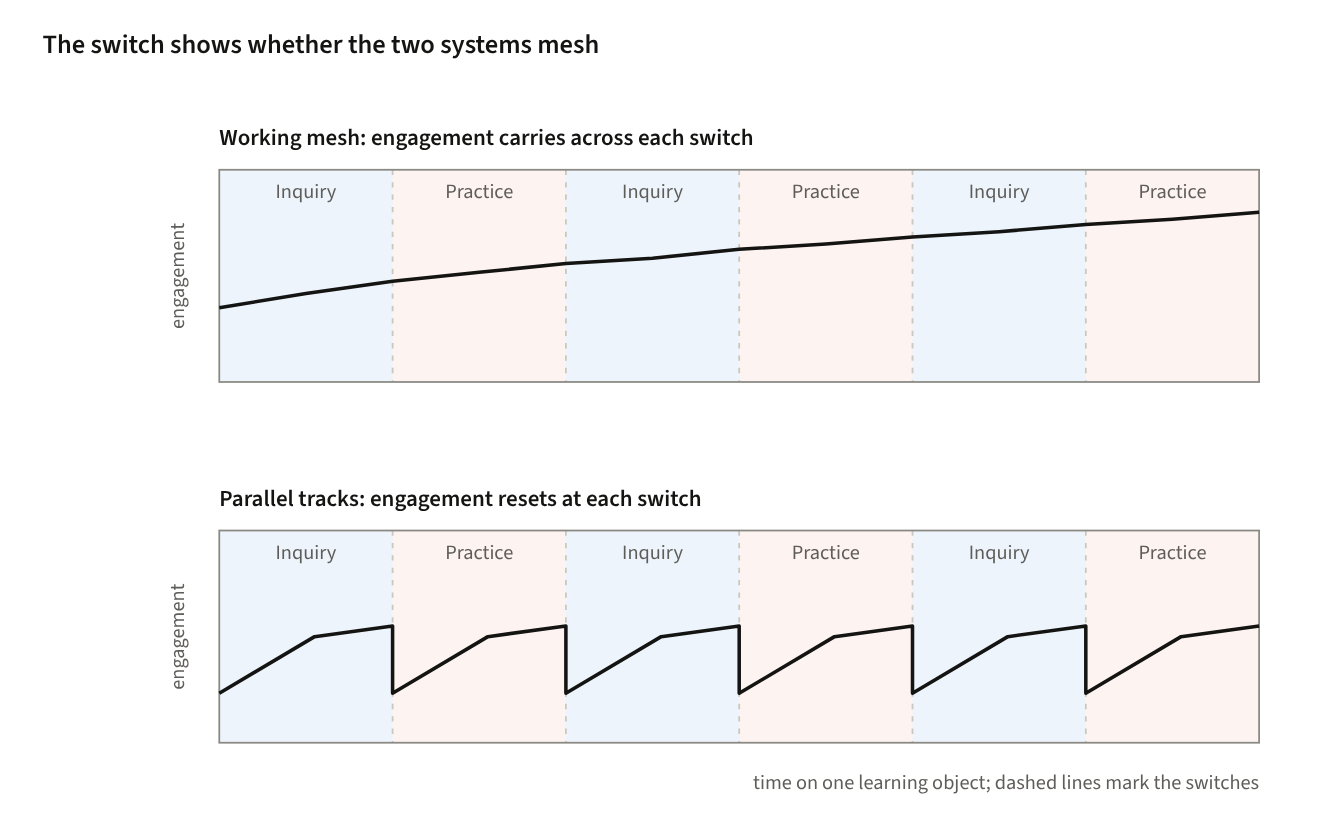 The switch shows whether the two systems mesh
Working mesh: engagement carries across each switch
Inquiry Practice Inquiry Practice Inquiry Practice
engagement
Parallel tracks: engagement resets at each switch
Inquiry Practice Inquiry Practice Inquiry Practice
engagement
time on one learning object; dashed lines mark the switches